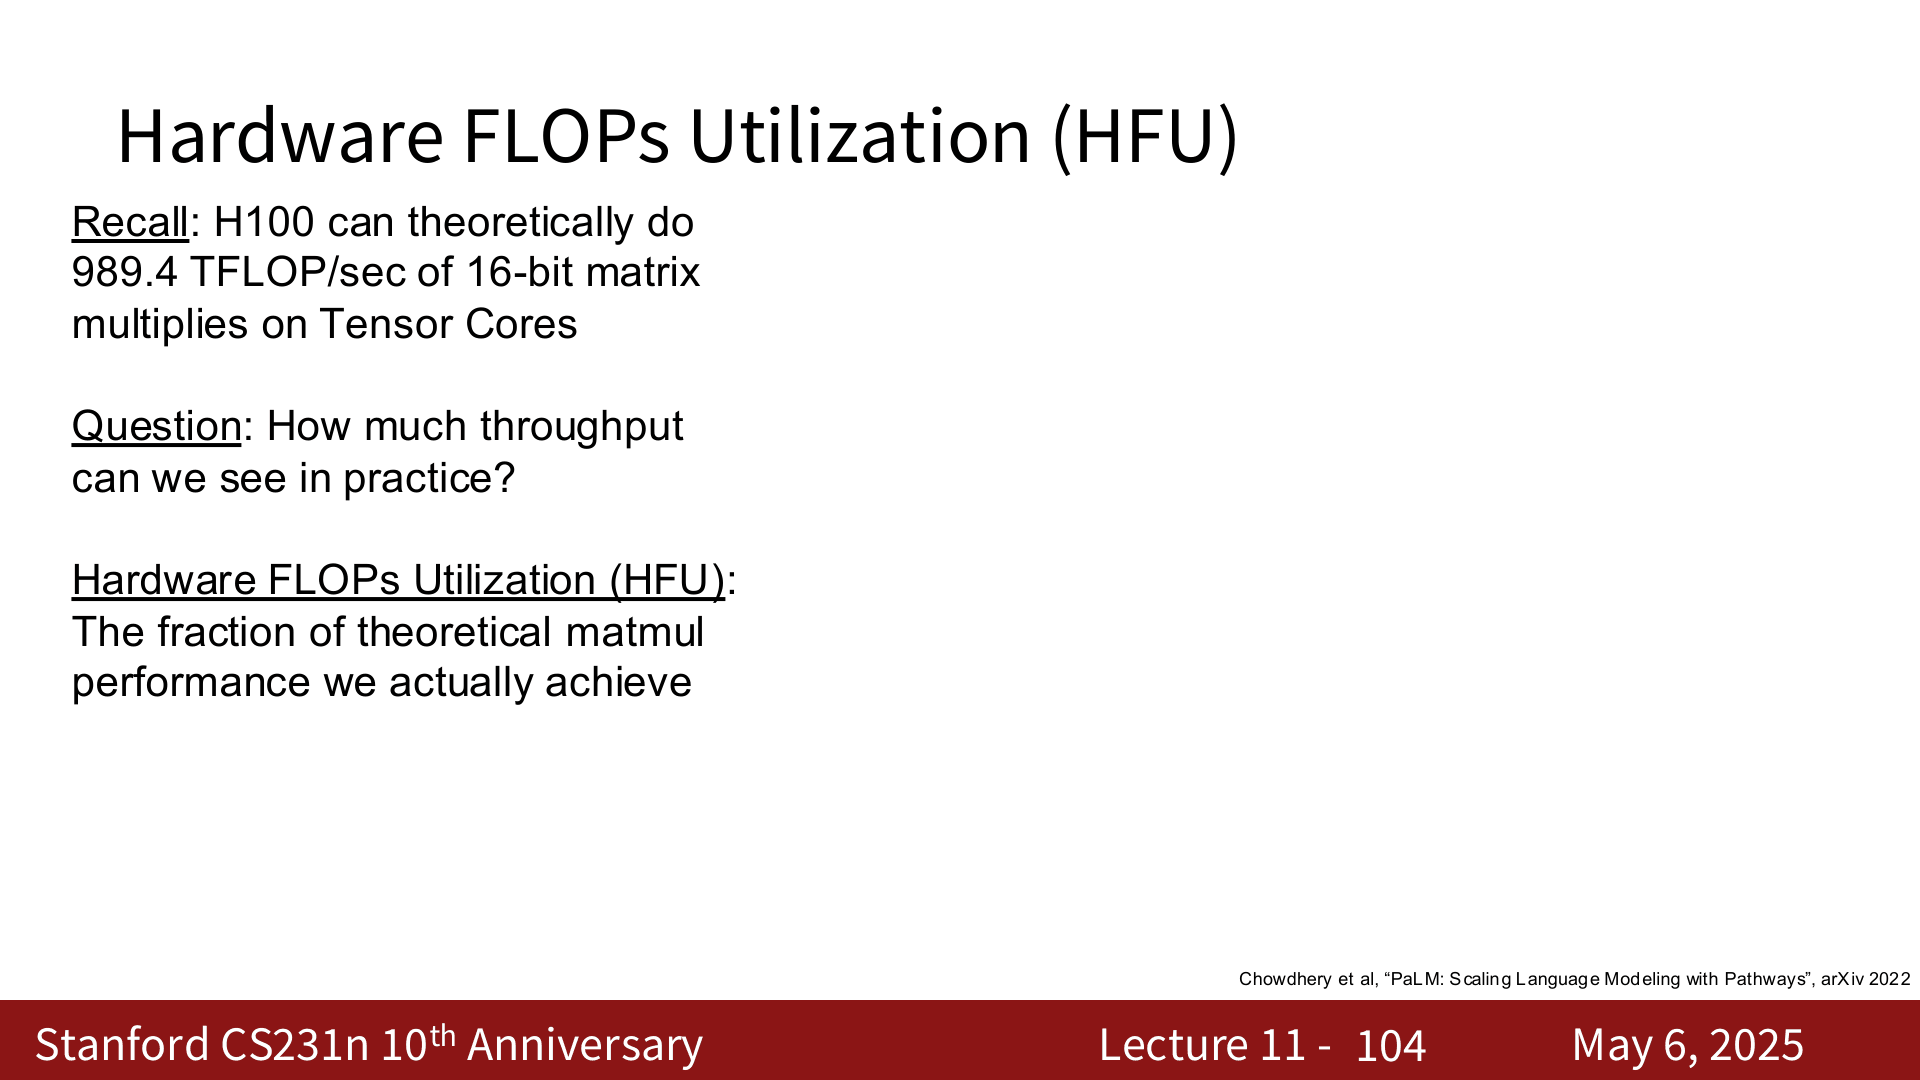 Hardware FLOPs Utilization (HFU)
Recall: H100 can theoretically do
989.4 TFLOP/sec of 16-bit matrix
multiplies on Tensor Cores
Question: How much throughput
can we see in practice?
Hardware FLOPs Utilization (HFU):
The fraction of theoretical matmul
performance we actually achieve
Chowdhery et al, “PaLM: Scaling Language Modeling with Pathways”, arXiv 2022
Stanford CS231n 10th Anniversary
Lecture 11 - 104
May 6, 2025